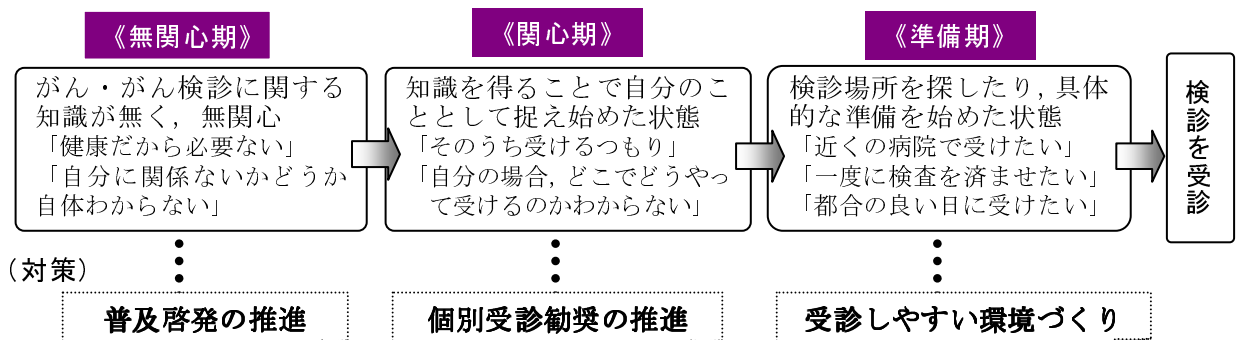 《無関心期》
がん・がん検診に関する
知識が無く，無関心
「健康だから必要ない」
「自分に関係ないかどうか
自体わからない」
《関心期》
知識を得ることで自分のこ
ととして捉え始めた状態
「そのうち受けるつもり」
「自分の場合，どこでどうやっ
て受けるのかわからない」
《準備期》
検診場所を探したり，具体
的な準備を始めた状態
「近くの病院で受けたい」
「一度に検査を済ませたい」
「都合の良い日に受けたい」
検診を受診
（対策）
普及啓発の推進
個別受診勧奨の推進
受診しやすい環境づくり